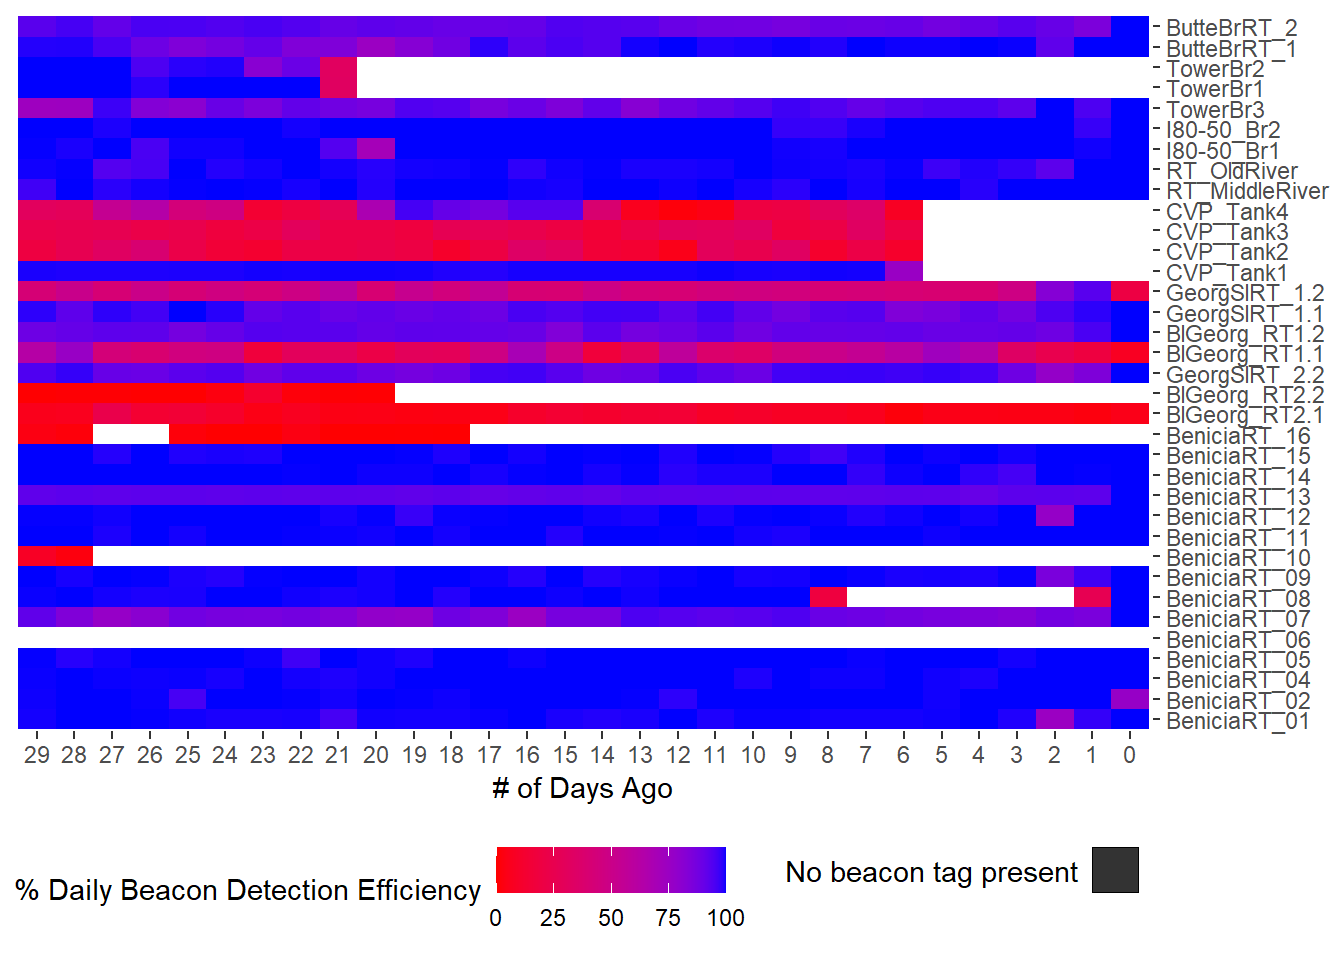 ButteBrRT_2
ButteBrRT_1
TowerBr2
TowerBr1
TowerBr3
I80-50_Br2
I80-50_Br1
RT_OldRiver
RT_MiddleRiver
CVP_Tank4
CVP_Tank3
CVP_Tank2
CVP_Tank1
GeorgSlRT_1.2
GeorgSlRT_1.1
BlGeorg_RT1.2
BlGeorg_RT1.1
GeorgSlRT_2.2
BlGeorg_RT2.2
BlGeorg_RT2.1
BeniciaRT_16
BeniciaRT_15
BeniciaRT_14
BeniciaRT_13
BeniciaRT_12
BeniciaRT_11
BeniciaRT_10
BeniciaRT_09
BeniciaRT_08
BeniciaRT_07
BeniciaRT_06
BeniciaRT_05
BeniciaRT_04
BeniciaRT_02
BeniciaRT_01
29 28 27 26 25 24 23 22 21 20 19 18 17 16 15 14 13 12 11 10 9 8 7 6 5 4 3 2 1 0
# of Days Ago
% Daily Beacon Detection Efficiency
0 25 50 75 100
No beacon tag present